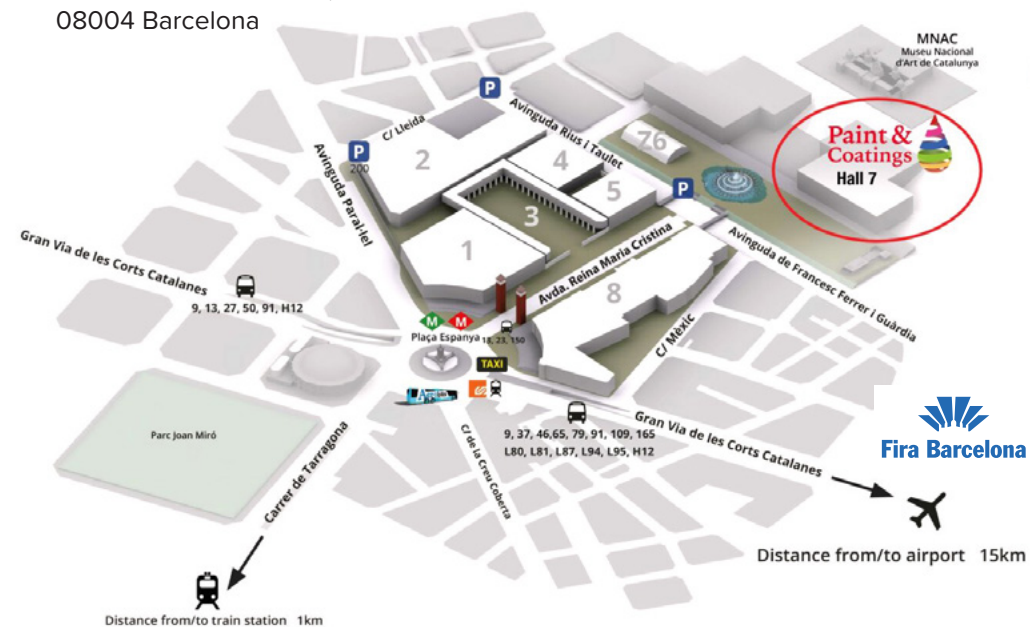 08004 Barcelona
MNAC
Museu Nacional
d'Art de Catalunya
P
Avinguda Rius i Taulet
C/ Lleida
P
200
2
4
76
Paint &
Coatings
Hall 7
5
P
3
Avinguda Paral·lel
1
Avda. Reina Maria Cristina
Avinguda de Francesc Ferrer i Guàrdia
Gran Via de les Corts Catalanes
9, 13, 27, 50, 91, H12
8
M M
Plaça Espanya
18, 23, 150
C/ Mèxic
TAXI
Parc Joan Miró
Carrer de Tarragona
C/ de la Creu Coberta
9, 37, 46,65, 79, 91, 109, 165
L80, L81, L87, L94, L95, H12
Gran Via de les Corts Catalanes
Fira Barcelona
Distance from/to airport 15km
Distance from/to train station 1km